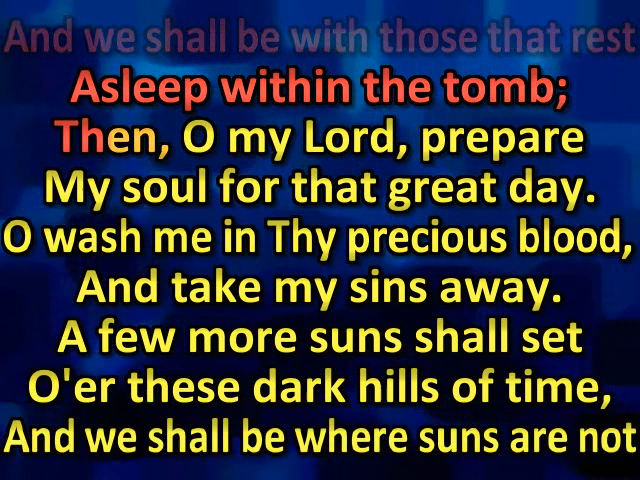 And we shall be with those that rest
Asleep within the tomb;
Then, O my Lord, prepare
My soul for that great day.
O wash me in Thy precious blood,
And take my sins away.
A few more suns shall set
O'er these dark hills of time,
And we shall be where suns are not